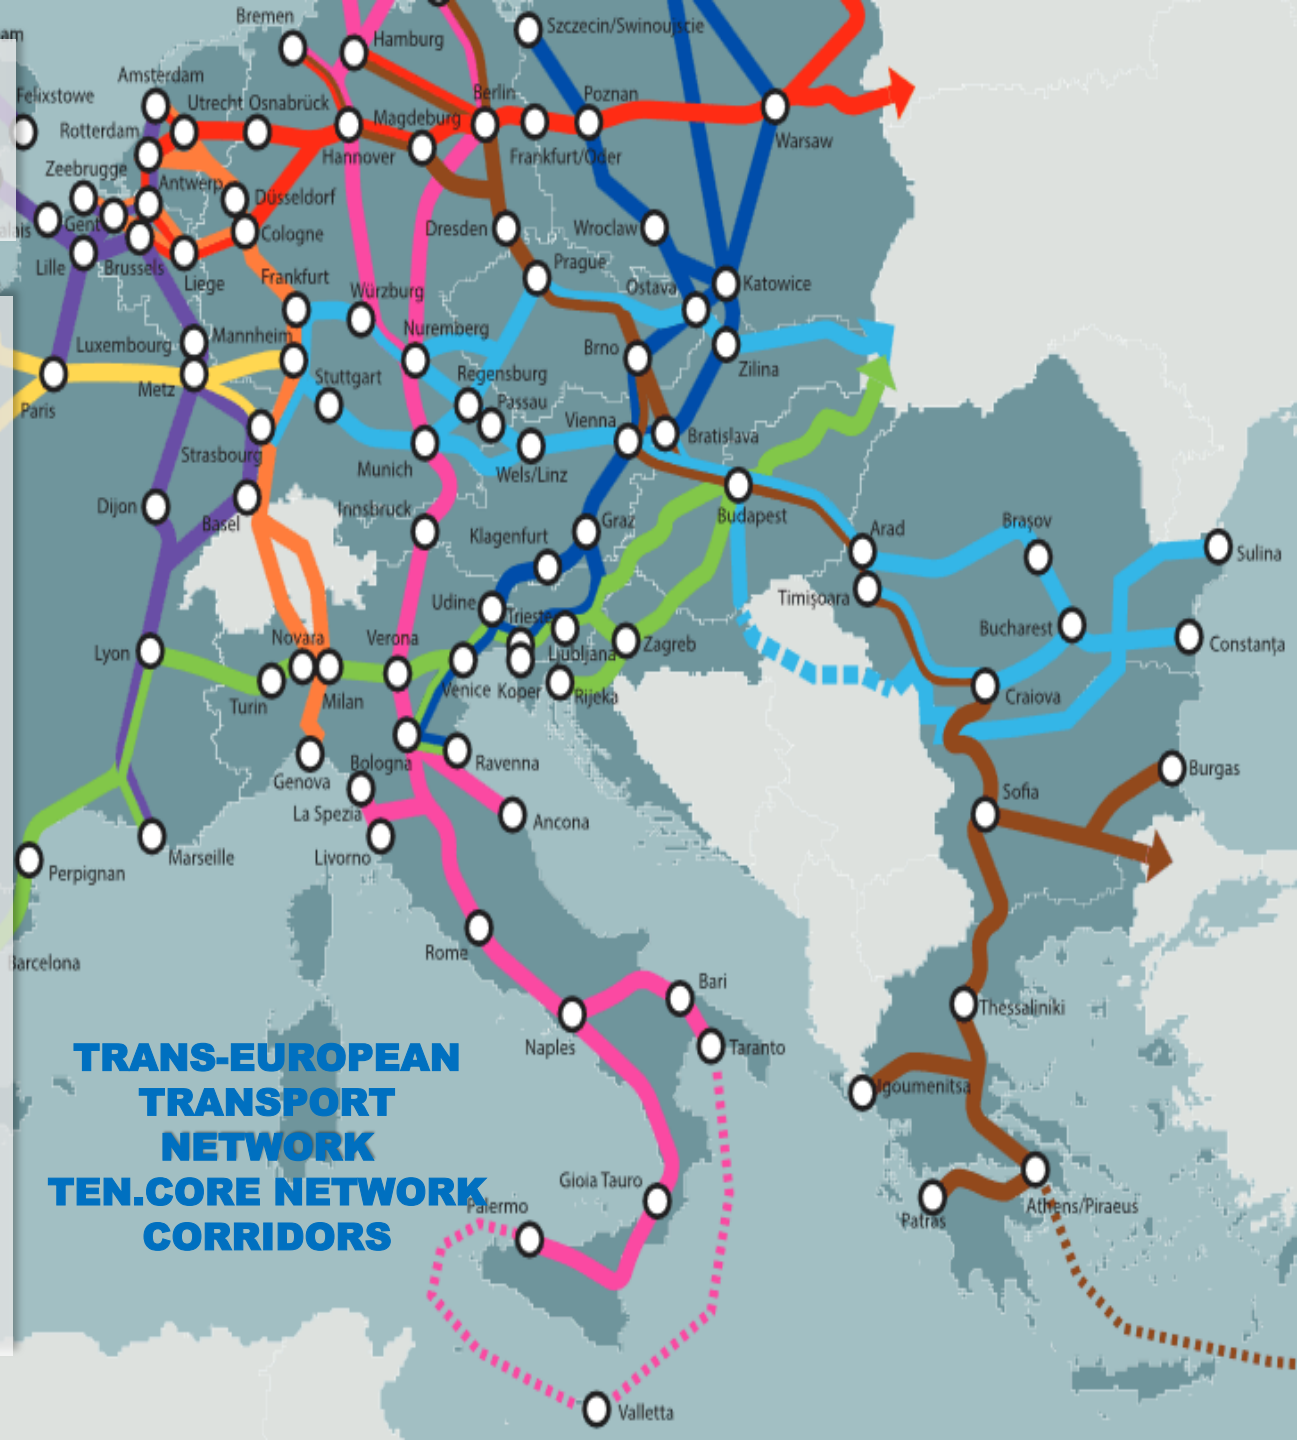 Bremen
Hamburg
Szczecin/Swinoujscie
Amsterdam
Felixstowe
Utrecht
Osnabrück
Magdeburg
Berlin
Poznan
Rotterdam
Hannover
Frankfurt/Oder
Warsaw
Zeebrugge
Antwerp
Düsseldorf
Gent
Cologne
Dresden
Wroclaw
Lille
Brussels
Liege
Frankfurt
Würzburg
Prague
Ostava
Katowice
Luxembourg
Mannheim
Nuremberg
Brno
Zilina
Metz
Stuttgart
Regensburg
Paris
Passau
Vienna
Bratislava
Strasbourg
Munich
Wels/Linz
Dijon
Basel
Innsbruck
Klagenfurt
Graz
Budapest
Arad
Braşov
Sulina
Udine
Trieste
Timişoara
Bucharest
Constanţa
Lyon
Novara
Verona
Ljubljana
Zagreb
Turin
Milan
Venice
Koper
Rijeka
Craiova
Genova
Bologna
Ravenna
Burgas
La Spezia
Ancona
Sofia
Livorno
Marseille
Perpignan
Rome
Barcelona
Bari
Thessaliniki
Naples
Taranto
TRANS-EUROPEAN
TRANSPORT
NETWORK
TEN.CORE NETWORK
CORRIDORS
Igoumenitsa
Gioia Tauro
Palermo
Patras
Athens/Piraeus
Valletta